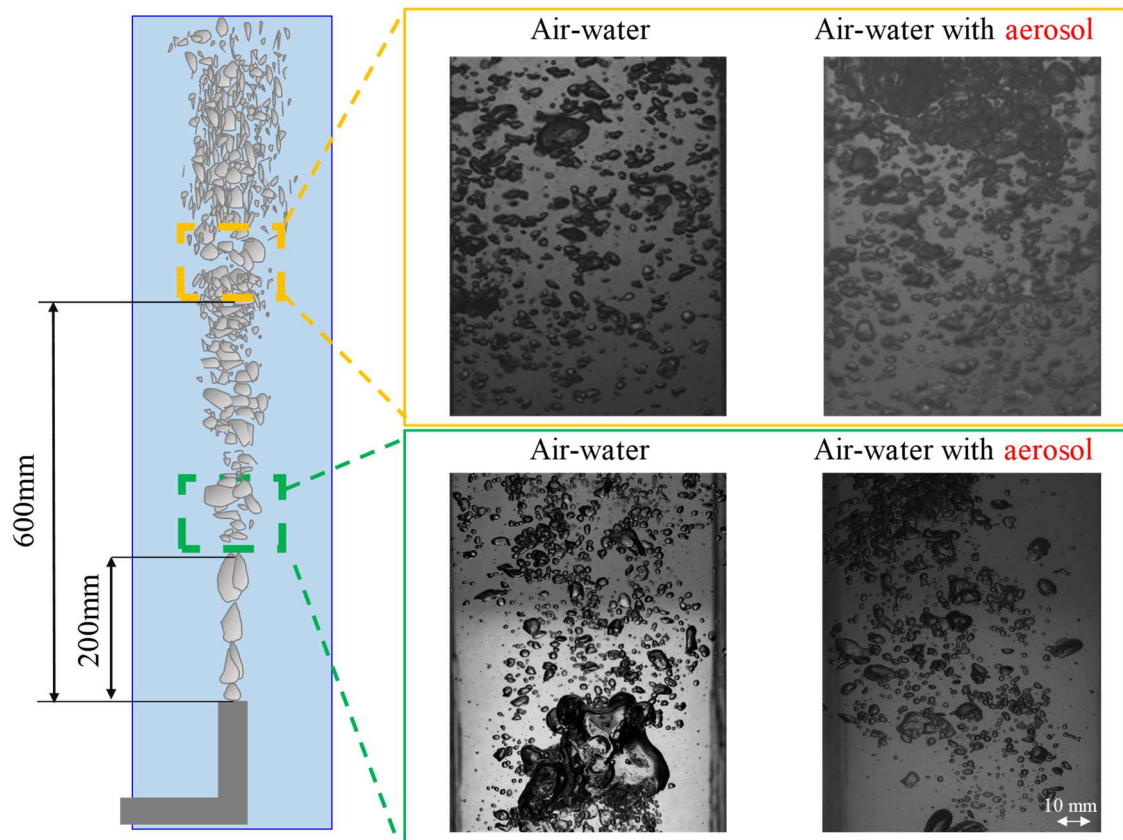 Air-water
Air-water with aerosol
600mm
200mm
Air-water
Air-water with aerosol
10 mm